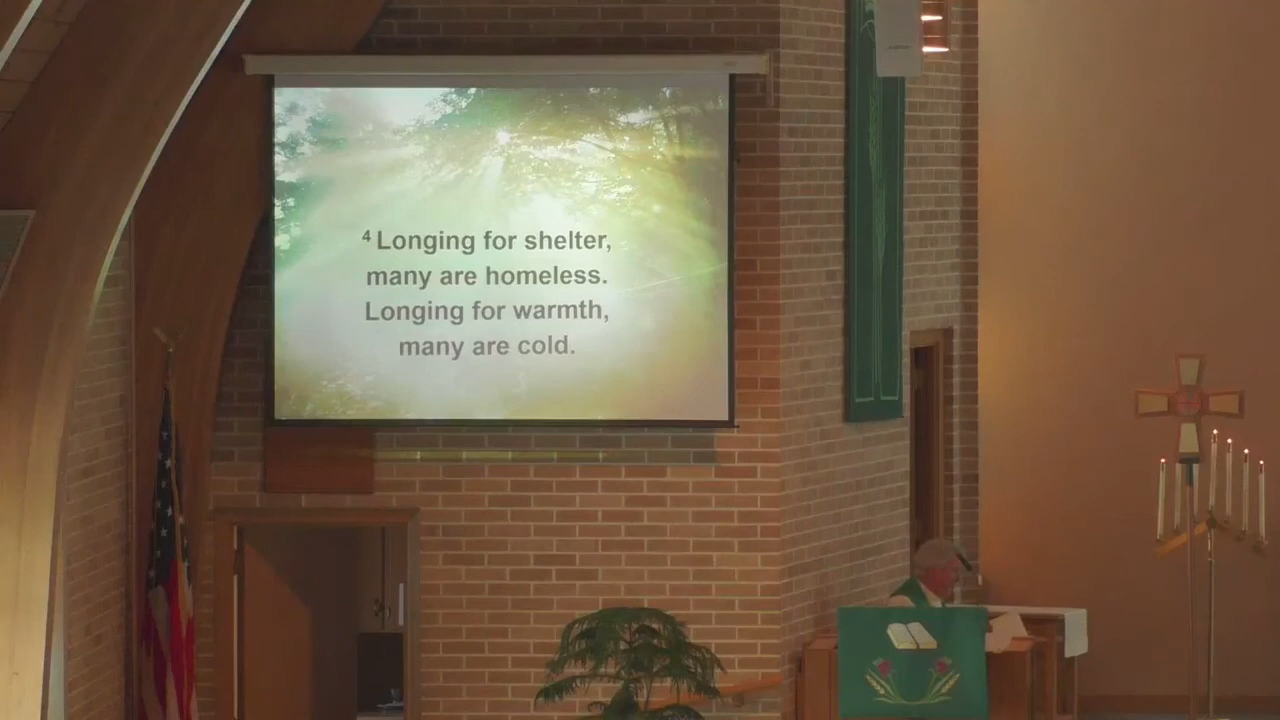 ⁴ Longing for shelter,
many are homeless.
Longing for warmth,
many are cold.